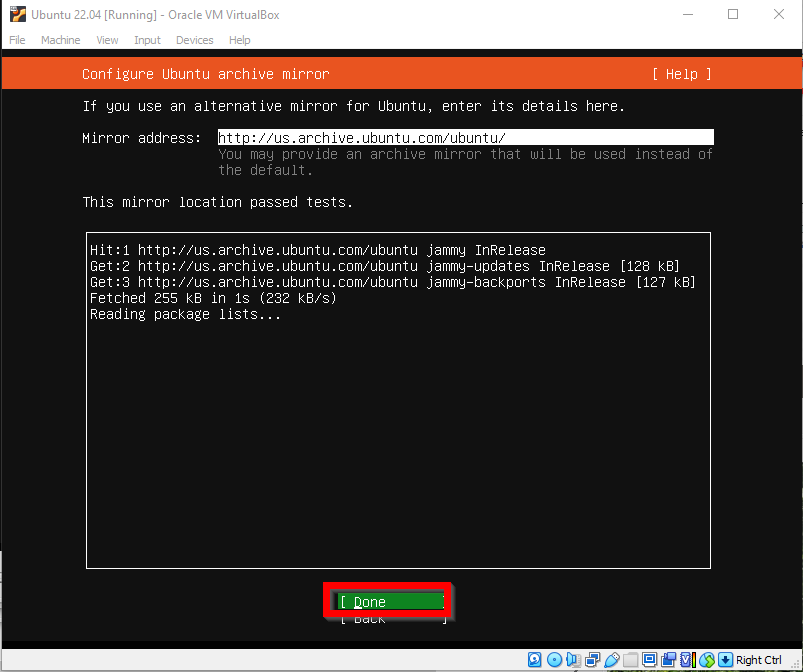 Ubuntu 22.04 [Running] - Oracle VM VirtualBox
File Machine View Input Devices Help
Configure Ubuntu archive mirror [ Help ]
If you use an alternative mirror for Ubuntu, enter its details here.
Mirror address: http://us.archive.ubuntu.com/ubuntu/
You may provide an archive mirror that will be used instead of
the default.
This mirror location passed tests.
Hit:1 http://us.archive.ubuntu.com/ubuntu jammy InRelease
Get:2 http://us.archive.ubuntu.com/ubuntu jammy-updates InRelease [128 kB]
Get:3 http://us.archive.ubuntu.com/ubuntu jammy-backports InRelease [127 kB]
Fetched 255 kB in 1s (232 kB/s)
Reading package lists...
[ Done ]
[ Back ]
Right Ctrl